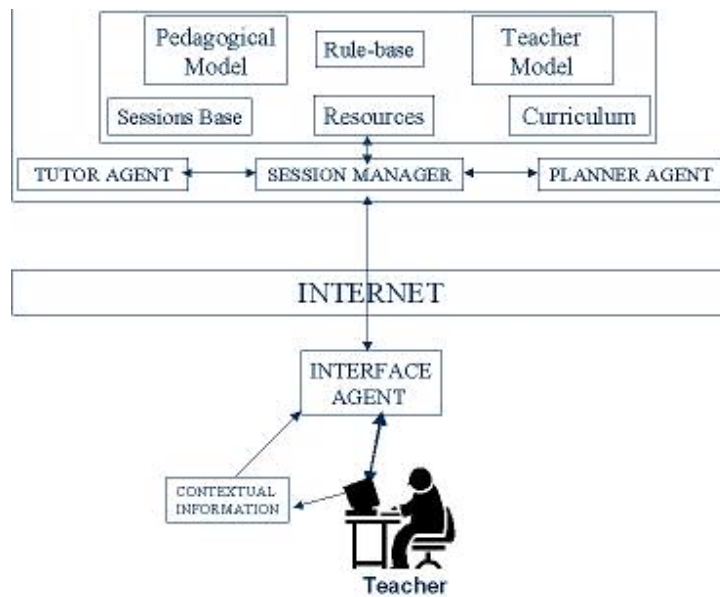 Pedagogical
Model
Rule-base
Teacher
Model
Sessions Base
Resources
Curriculum
TUTOR AGENT
SESSION MANAGER
PLANNER AGENT
INTERNET
INTERFACE
AGENT
CONTEXTUAL
INFORMATION
Teacher